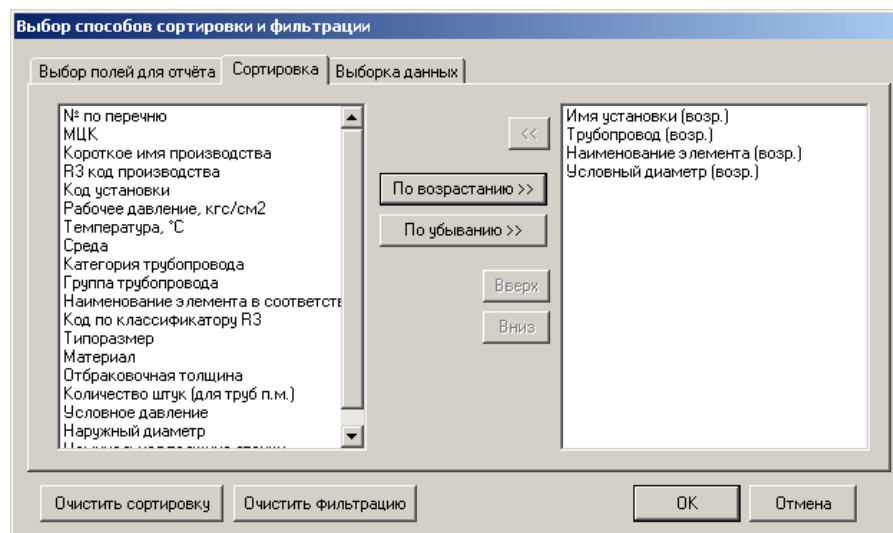 Выбор способов сортировки и фильтрации
Выбор полей для отчёта
Сортировка
Выборка данных
№ по перечню
МЦК
Короткое имя производства
R3 код производства
Код установки
Рабочее давление, кгс/см2
Температура, °С
Среда
Категория трубопровода
Группа трубопровода
Наименование элемента в соответств
Код по классификатору R3
Типоразмер
Материал
Отбраковочная толщина
Количество штук (для труб п.м.)
Условное давление
Наружный диаметр
<<
По возрастанию >>
По убыванию >>
Вверх
Вниз
Имя установки (возр.)
Трубопровод (возр.)
Наименование элемента (возр.)
Условный диаметр (возр.)
Очистить сортировку
Очистить фильтрацию
OK
Отмена